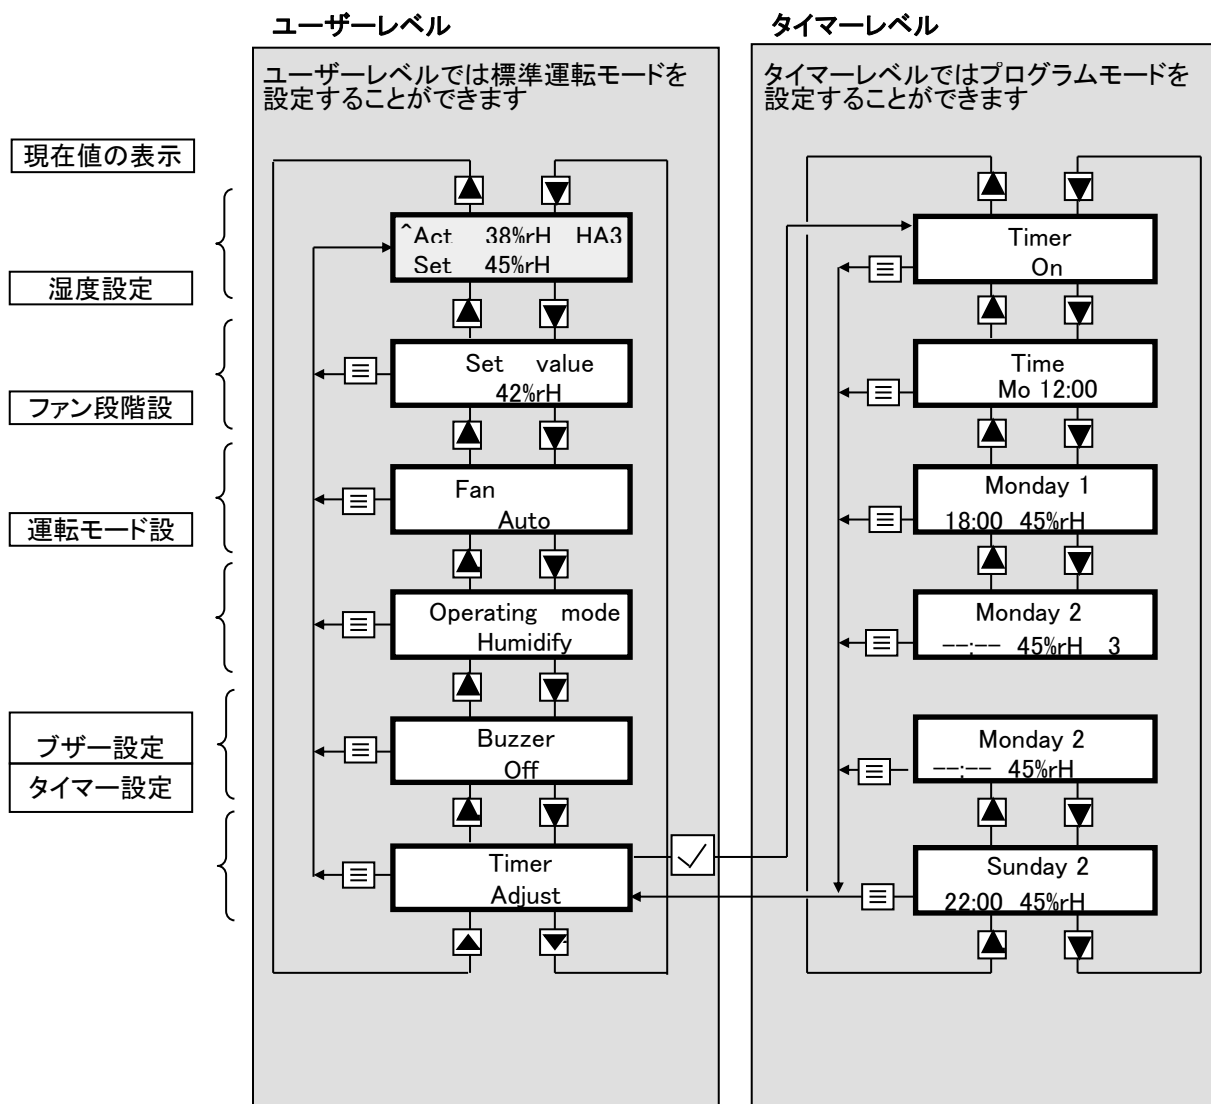 ユーザーレベル
ユーザーレベルでは標準運転モードを
設定することができます
現在値の表示
湿度設定
ファン段階設
運転モード設
ブザー設定
タイマー設定
^Act 38%rH HA3
Set 45%rH
Set value
42%rH
Fan
Auto
Operating mode
Humidify
Buzzer
Off
Timer
Adjust
タイマーレベル
タイマーレベルではプログラムモードを
設定することができます
Timer
On
Time
Mo 12:00
Monday 1
18:00 45%rH
Monday 2
--:-- 45%rH 3
Monday 2
--:-- 45%rH
Sunday 2
22:00 45%rH